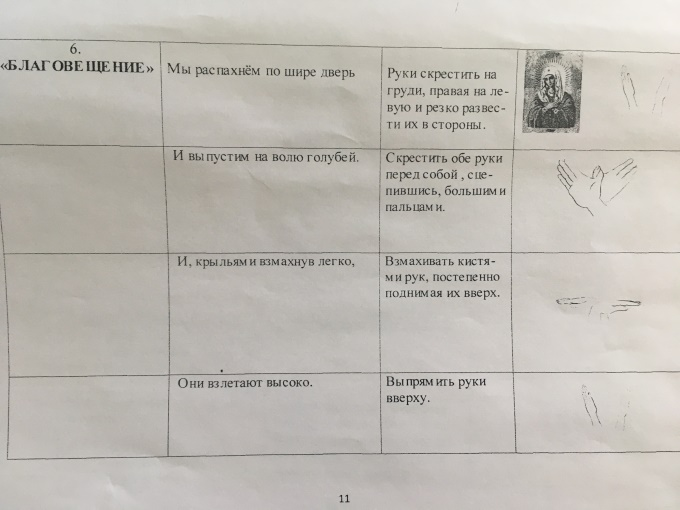 6.
«БЛАГОВЕЩЕНИЕ»
Мы распахнём по шире дверь
Руки скрестить на
груди, правая на ле-
вую и резко развес-
ти их в стороны.
И выпустим на волю голубей.
Скрестить обе руки
перед собой , сце-
пившись, большими
пальцами.
И, крыльями взмахнув легко,
Взмахивать кистя-
ми рук, постепенно
поднимая их вверх.
Они взлетают высоко.
Выпрямить руки
вверху.
11